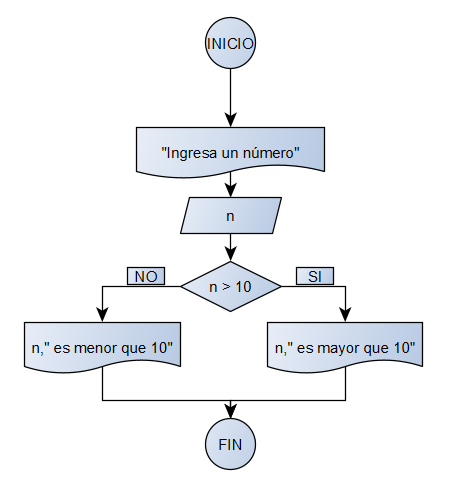 INICIO
"Ingresa un número"
n
n > 10
NO
SI
n," es menor que 10"
n," es mayor que 10"
FIN